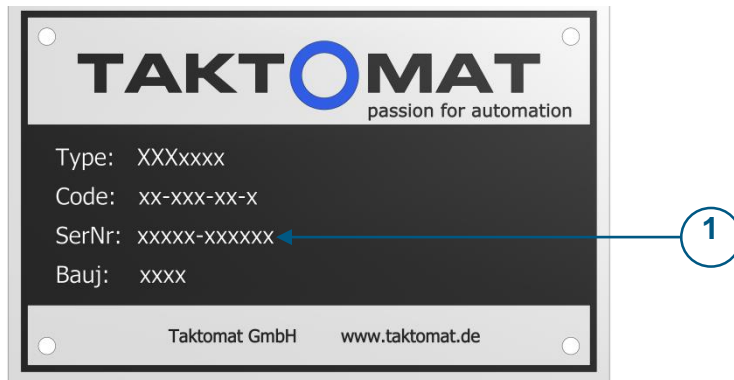 TAKTOMAT
passion for automation
Type: XXXxxxx
Code: xx-xxx-xx-x
SerNr: xxxxx-xxxxxx
1
Bauj: xxxx
Taktomat GmbH www.taktomat.de